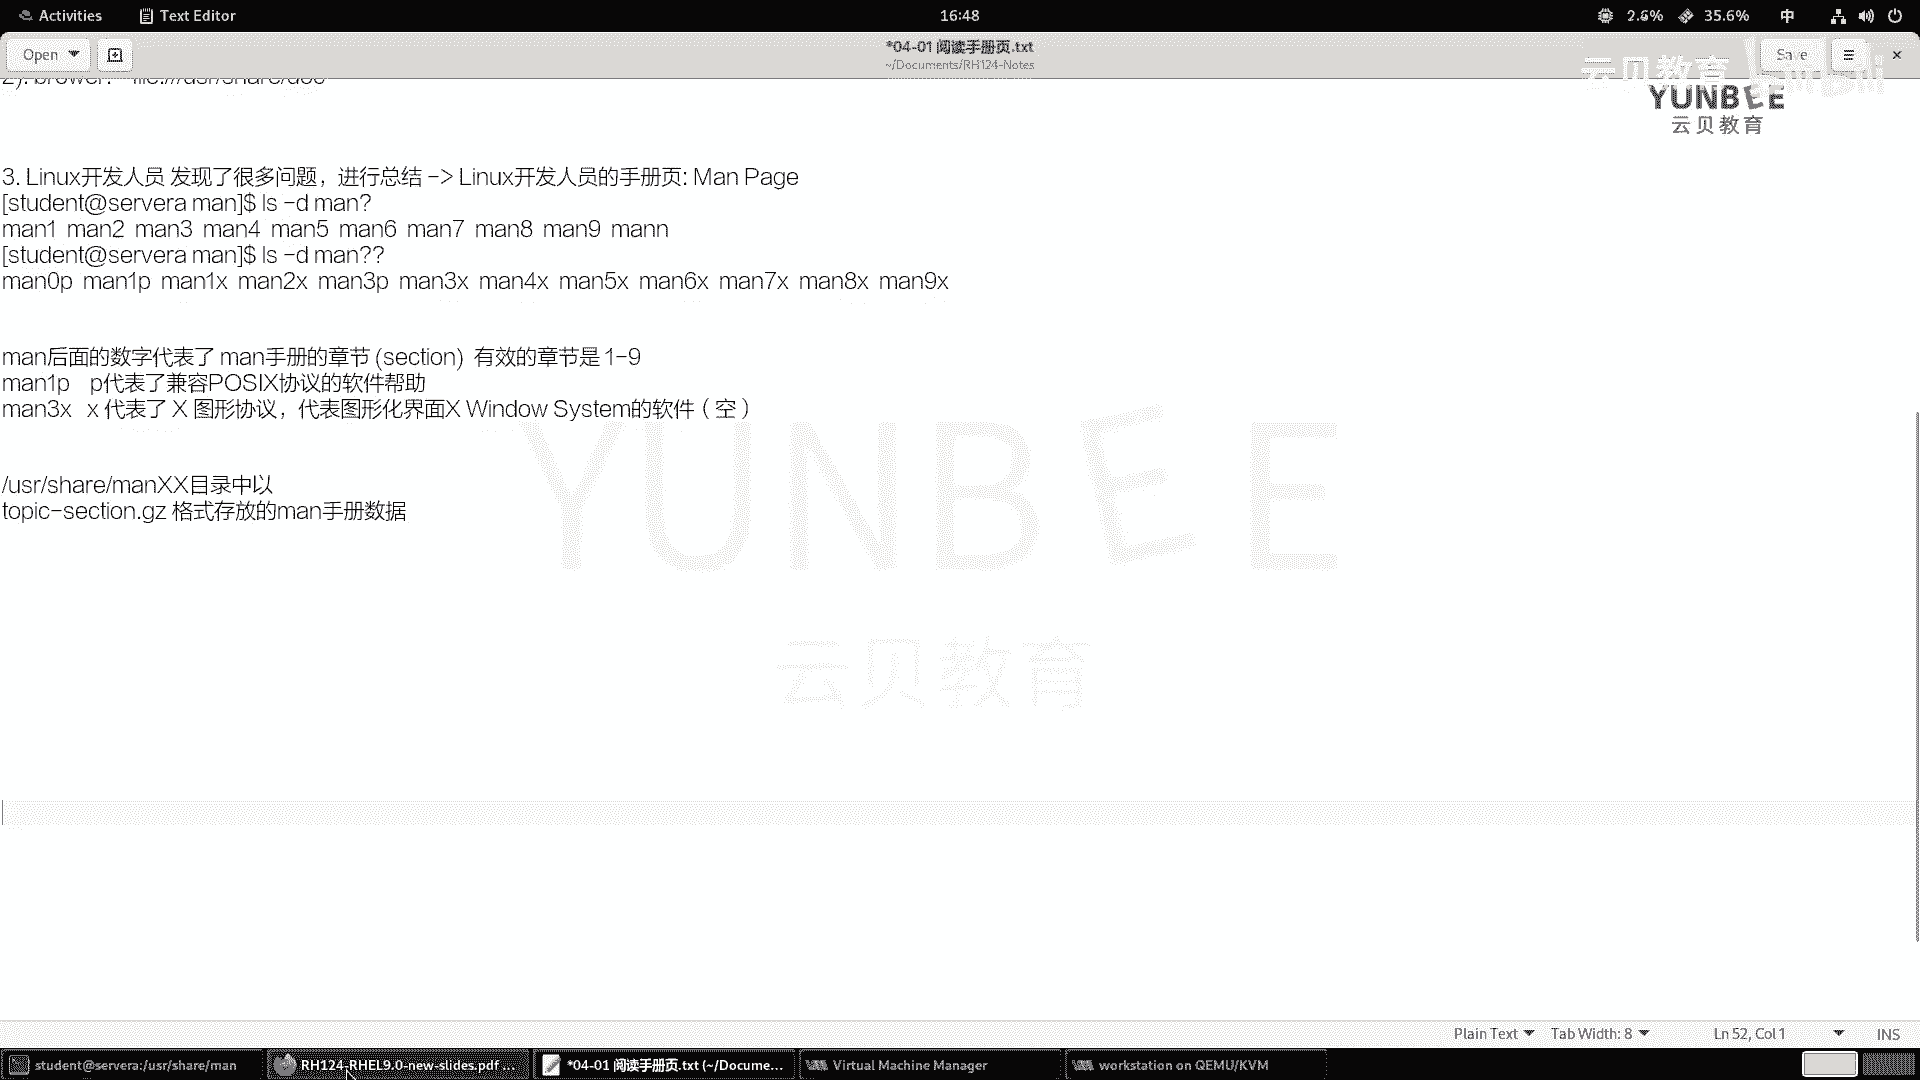 Activities
Text Editor
16:48
2.6%
35.6%
中
Open
*04-01 阅读手册页.txt
~/Documents/RH124-Notes
Save
云贝教育
YUNBEE
云贝教育
3. Linux开发人员 发现了很多问题，进行总结 -> Linux开发人员的手册页: Man Page
[student@servera man]$ ls -d man?
man1 man2 man3 man4 man5 man6 man7 man8 man9 mann
[student@servera man]$ ls -d man??
man0p man1p man1x man2x man3p man3x man4x man5x man6x man7x man8x man9x
man后面的数字代表了 man手册的章节 (section) 有效的章节是 1-9
man1p p代表了兼容POSIX协议的软件帮助
man3x x 代表了 X 图形协议，代表图形化界面X Window System的软件（空）
/usr/share/manXX目录中以
topic-section.gz 格式存放的man手册数据
YUNBEE
云贝教育
Plain Text
Tab Width: 8
Ln 52, Col 1
INS
student@servera:/usr/share/man
RH124-RHEL9.0-new-slides.pdf ...
*04-01 阅读手册页.txt (~/Docume...
Virtual Machine Manager
workstation on QEMU/KVM